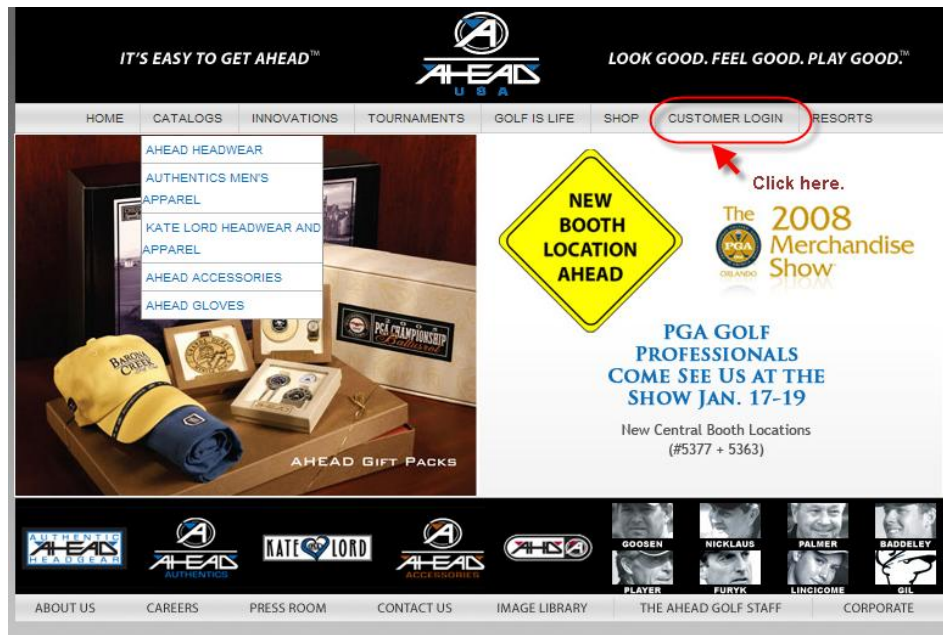 IT'S EASY TO GET AHEAD™
A
AHEAD
USA
LOOK GOOD. FEEL GOOD. PLAY GOOD.™
HOME CATALOGS INNOVATIONS TOURNAMENTS GOLF IS LIFE SHOP CUSTOMER LOGIN RESORTS
AHEAD HEADWEAR
AUTHENTICS MEN'S
APPAREL
KATE LORD HEADWEAR AND
APPAREL
AHEAD ACCESSORIES
AHEAD GLOVES
Click here.
NEW
BOOTH
LOCATION
AHEAD
The 2008
PGA
Merchandise
ORLANDO
Show
BARONA
CREEK
2005
PGA CHAMPIONSHIP
Baltusrol
AHEAD
AHEAD GIFT PACKS
PGA GOLF
PROFESSIONALS
COME SEE US AT THE
SHOW JAN. 17-19
New Central Booth Locations
(#5377 + 5363)
AUTHENTIC
AHEAD
HEADGEAR
A
AHEAD
AUTHENTICS
KATE LORD
A
AHEAD
ACCESSORIES
AHEAD A
GOOSEN NICKLAUS PALMER BADDELEY
PLAYER FURYK LINCICOME GIL
ABOUT US CAREERS PRESS ROOM CONTACT US IMAGE LIBRARY THE AHEAD GOLF STAFF CORPORATE